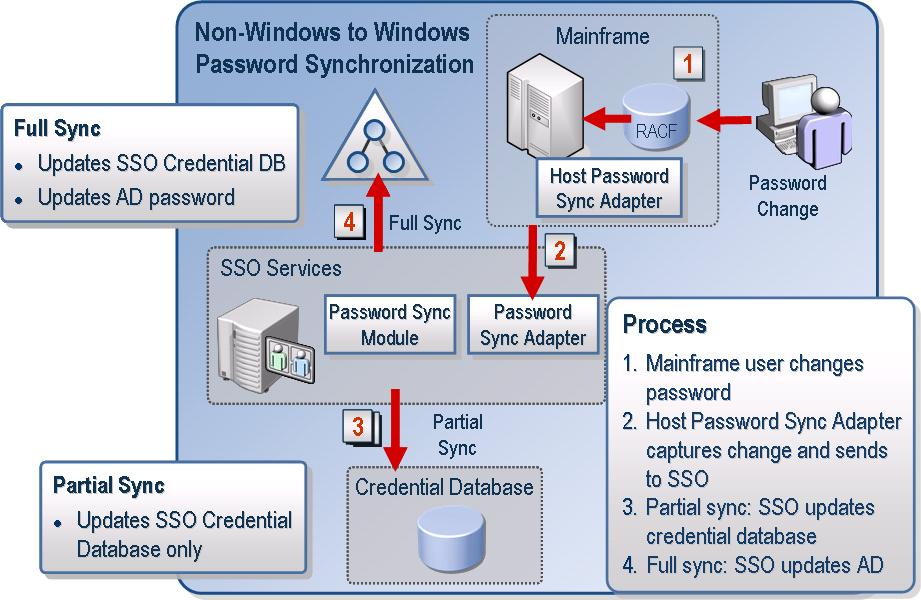 Non-Windows to Windows
Password Synchronization
Mainframe
1
RACF
Host Password
Sync Adapter
Password
Change
Full Sync
• Updates SSO Credential DB
• Updates AD password
4
Full Sync
2
SSO Services
Password Sync
Module
Password
Sync Adapter
3
Partial
Sync
Credential Database
Partial Sync
• Updates SSO Credential
Database only
Process
1. Mainframe user changes
password
2. Host Password Sync Adapter
captures change and sends
to SSO
3. Partial sync: SSO updates
credential database
4. Full sync: SSO updates AD